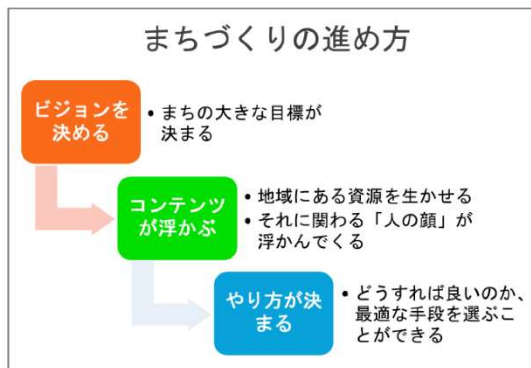 まちづくりの進め方
ビジョンを
決める
• まちの大きな目標が
決まる
コンテンツ
が浮かぶ
• 地域にある資源を生かせる
• それに関わる「人の顔」が
浮かんでくる
やり方が決
まる
• どうすれば良いのか、
最適な手段を選ぶこ
とができる